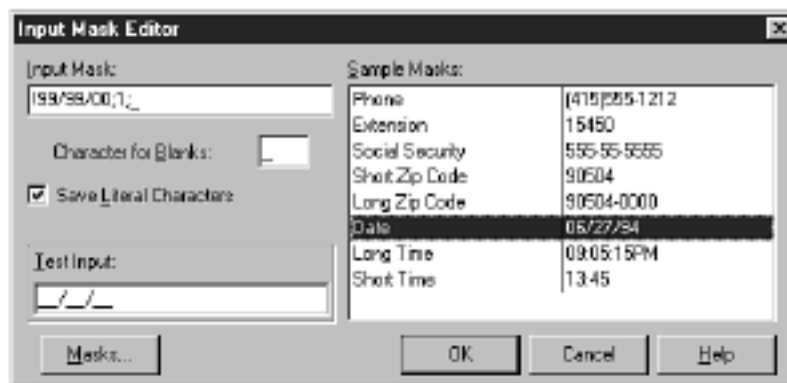 Input Mask Editor
Input Mask:
!99/99/00;1;_
Character for Blanks: _
Save Literal Characters
Test Input:
__/__/__
Masks...
Sample Masks:
Phone (415)555-1212
Extension 15450
Social Security 555-55-5555
Short Zip Code 90504
Long Zip Code 90504-0000
Date 06/27/94
Long Time 09:05:15PM
Short Time 13:45
OK Cancel Help